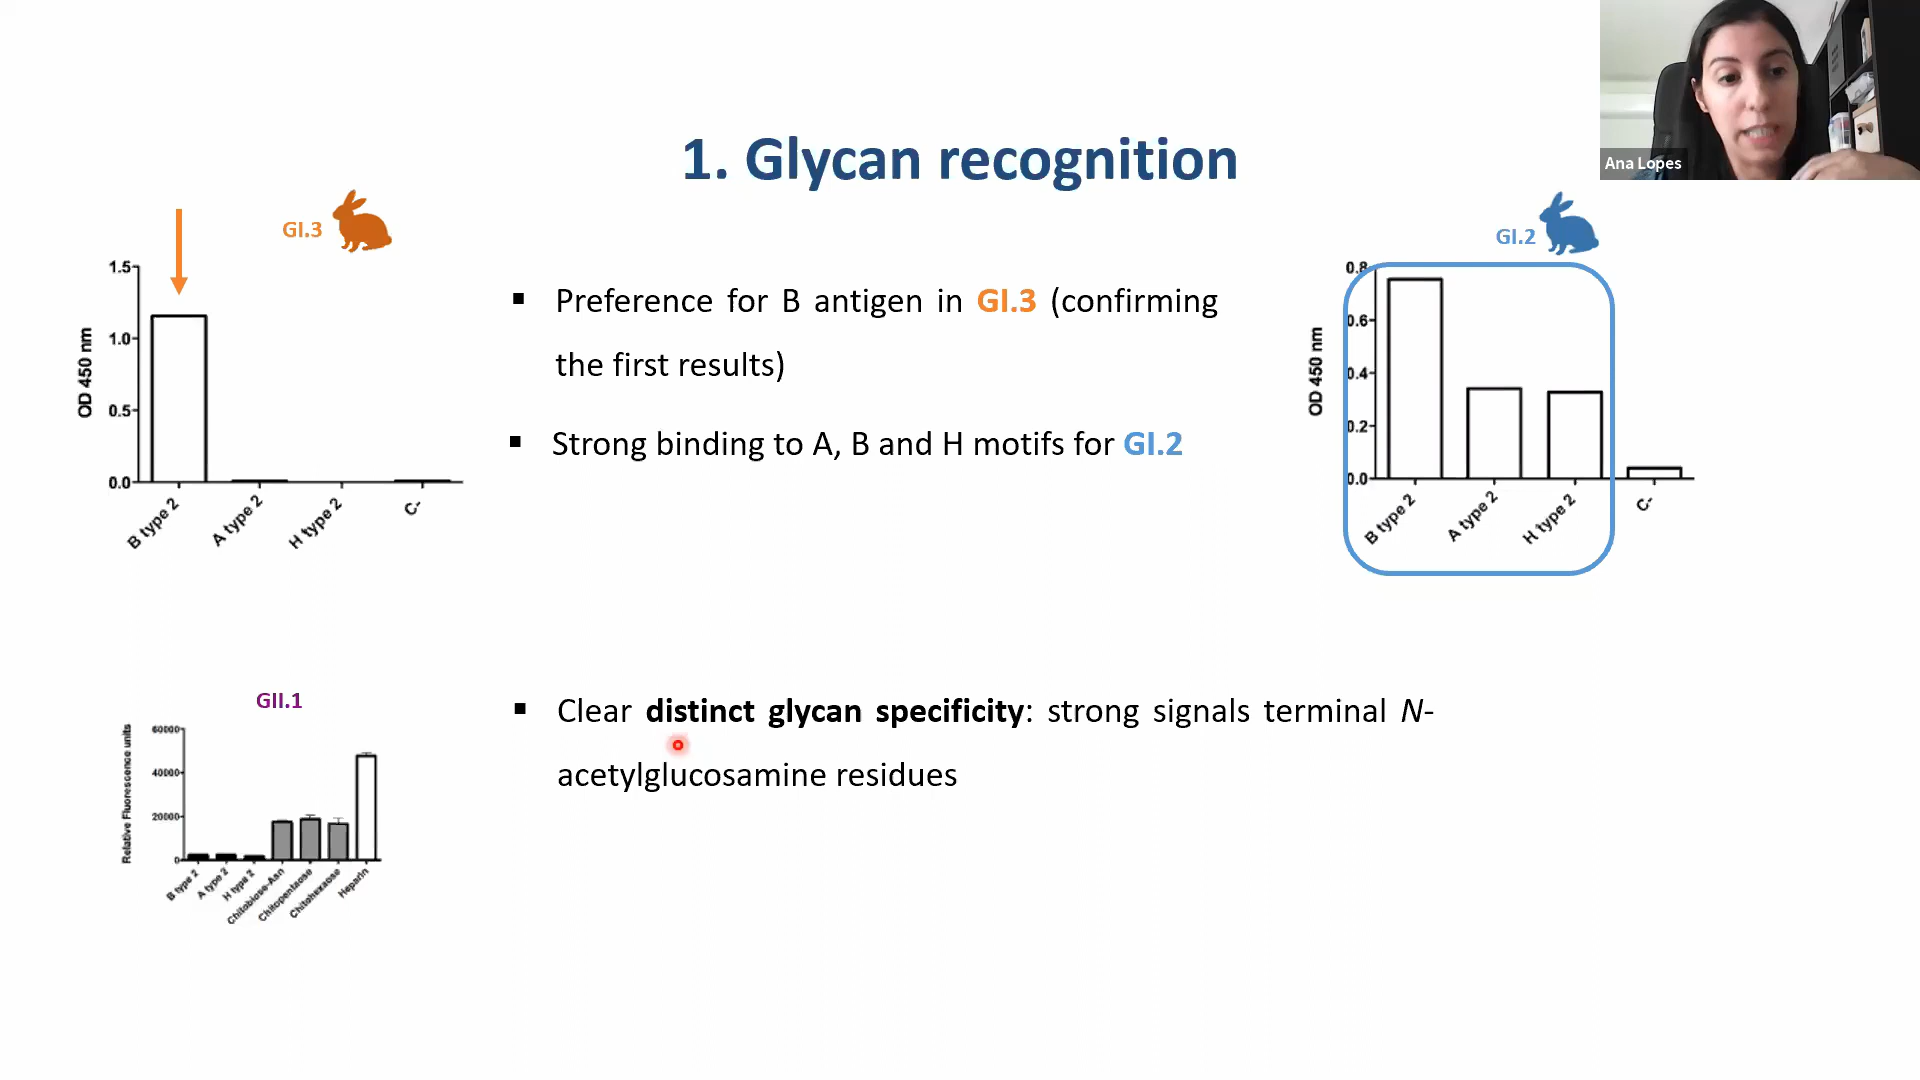 Ana Lopes
1. Glycan recognition
GI.3
1.5
1.0
0.5
0.0
OD 450 nm
B type 2
A type 2
H type 2
C-
▪ Preference for B antigen in GI.3 (confirming
the first results)
▪ Strong binding to A, B and H motifs for GI.2
GI.2
0.8
0.6
0.4
0.2
0.0
OD 450 nm
B type 2
A type 2
H type 2
C-
GII.1
60000
40000
20000
0
Relative Fluorescence units
B type 2
A type 2
H type 2
Chitobiose-Asn
Chitopentaose
Chitohexaose
Heparin
▪ Clear distinct glycan specificity: strong signals terminal N-
acetylglucosamine residues